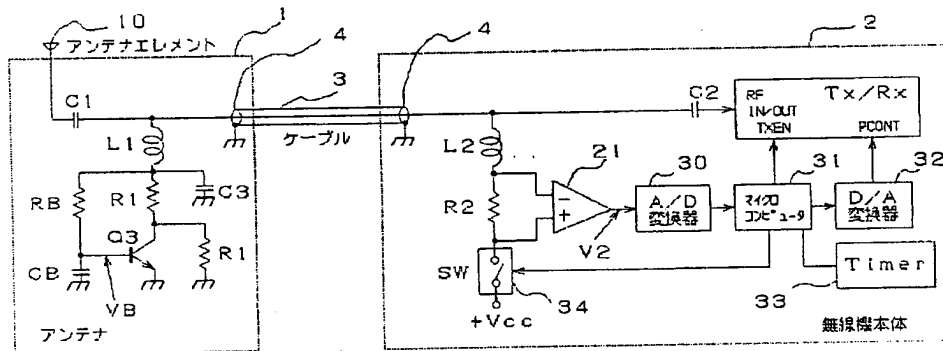 10
アンテナエレメント
1
4
4
2
C1
3
ケーブル
C2
RF
IN/OUT
TXEN
Tx/Rx
PCONT
L1
L2
21
30
31
32
RB
R1
C3
R2
−
+
A/D
変換器
マイクロ
コンピュータ
D/A
変換器
Q3
R1
V2
CB
VB
SW
34
Timer
33
+Vcc
アンテナ
無線機本体